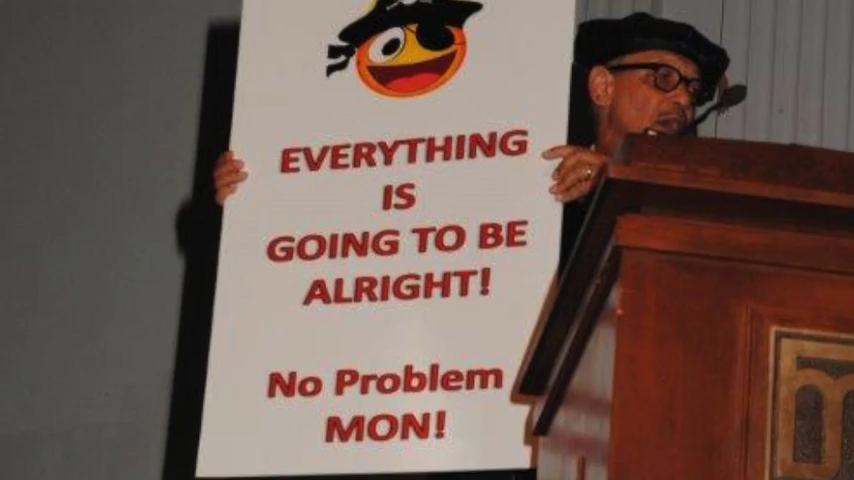 EVERYTHING
IS
GOING TO BE
ALRIGHT!
No Problem
MON!